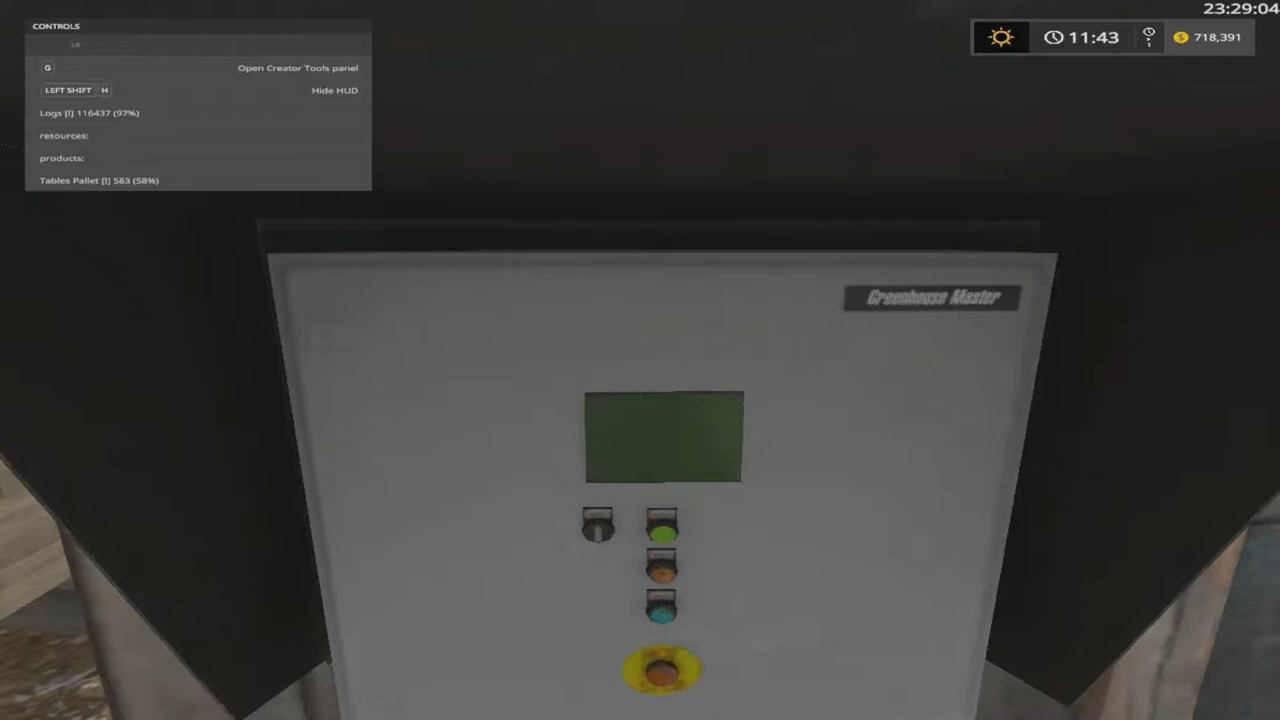 23:29:04
CONTROLS
G Open Creator Tools panel
LEFT SHIFT H Hide HUD
Logs [l] 116437 (97%)
resources:
products:
Tables Pallet [l] 583 (58%)
11:43
718,391
Greenhouse Master